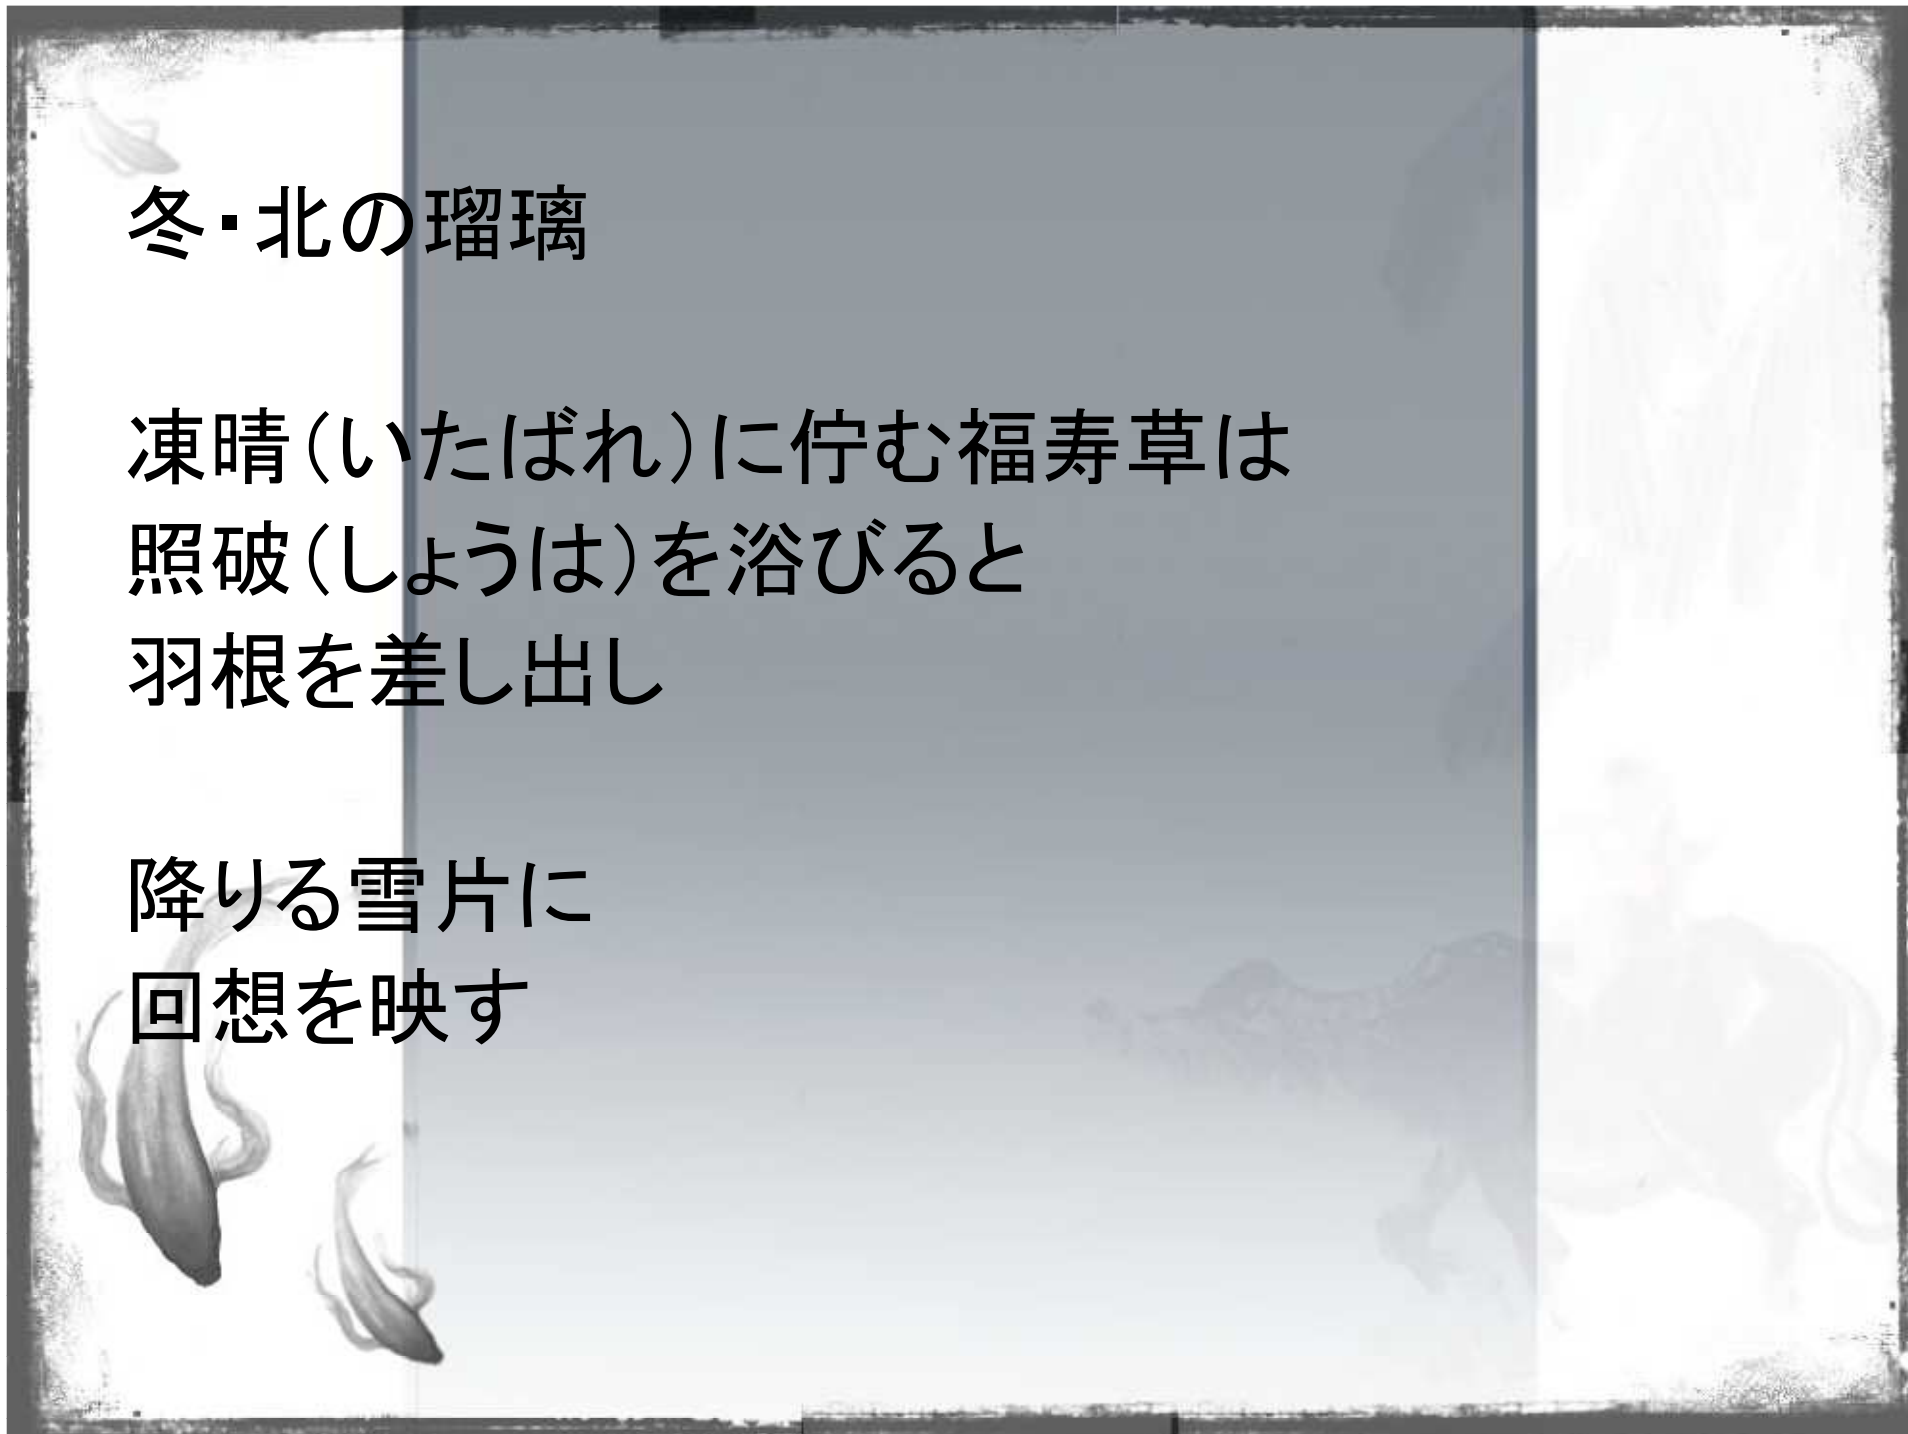 冬・北の瑠璃
凍晴（いたばれ）に佇む福寿草は
照破（しょうは）を浴びると
羽根を差し出し
降りる雪片に
回想を映す